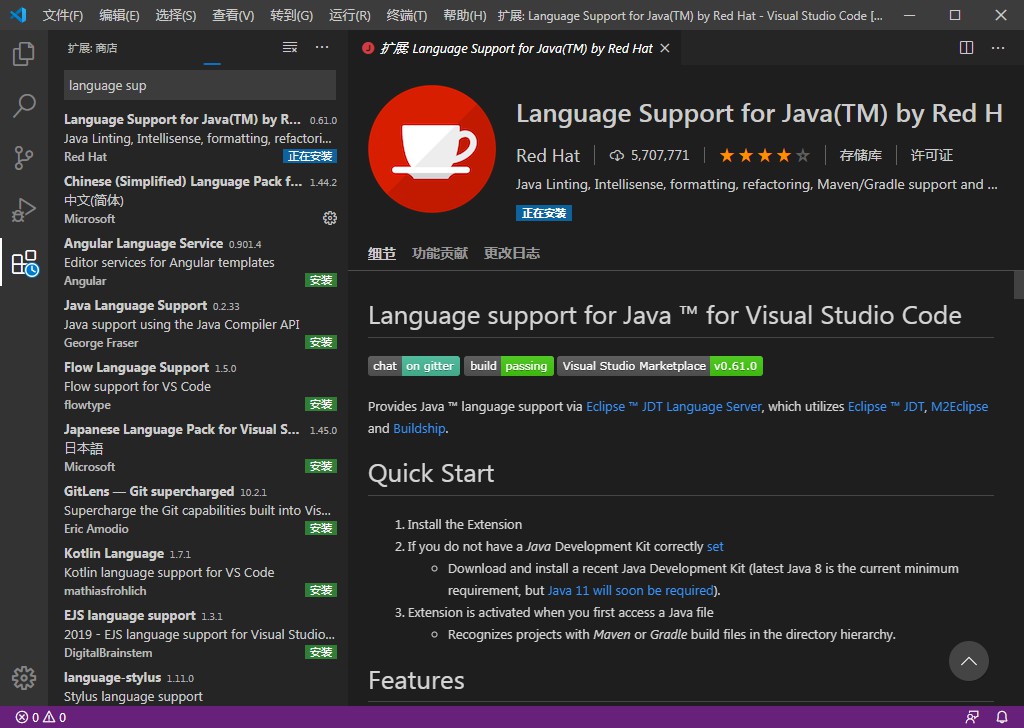 文件(F) 编辑(E) 选择(S) 查看(V) 转到(G) 运行(R) 终端(T) 帮助(H) 扩展: Language Support for Java(TM) by Red Hat - Visual Studio Code [...
扩展: 商店
language sup
Language Support for Java(TM) by R... 0.61.0
Java Linting, Intellisense, formatting, refactori...
Red Hat 正在安装
Chinese (Simplified) Language Pack f... 1.44.2
中文(简体)
Microsoft
Angular Language Service 0.901.4
Editor services for Angular templates
Angular 安装
Java Language Support 0.2.33
Java support using the Java Compiler API
George Fraser 安装
Flow Language Support 1.5.0
Flow support for VS Code
flowtype 安装
Japanese Language Pack for Visual S... 1.45.0
日本語
Microsoft 安装
GitLens — Git supercharged 10.2.1
Supercharge the Git capabilities built into Vis...
Eric Amodio 安装
Kotlin Language 1.7.1
Kotlin language support for VS Code
mathiasfrohlich 安装
EJS language support 1.3.1
2019 - EJS language support for Visual Studio...
DigitalBrainstem 安装
language-stylus 1.11.0
Stylus language support
扩展 Language Support for Java(TM) by Red Hat
Language Support for Java(TM) by Red H
Red Hat 5,707,771 存储库 许可证
Java Linting, Intellisense, formatting, refactoring, Maven/Gradle support and ...
正在安装
细节 功能贡献 更改日志
Language support for Java ™ for Visual Studio Code
chat on gitter build passing Visual Studio Marketplace v0.61.0
Provides Java ™ language support via Eclipse ™ JDT Language Server, which utilizes Eclipse ™ JDT, M2Eclipse
and Buildship.
Quick Start
1. Install the Extension
2. If you do not have a Java Development Kit correctly set
Download and install a recent Java Development Kit (latest Java 8 is the current minimum
requirement, but Java 11 will soon be required).
3. Extension is activated when you first access a Java file
Recognizes projects with Maven or Gradle build files in the directory hierarchy.
Features
0 0